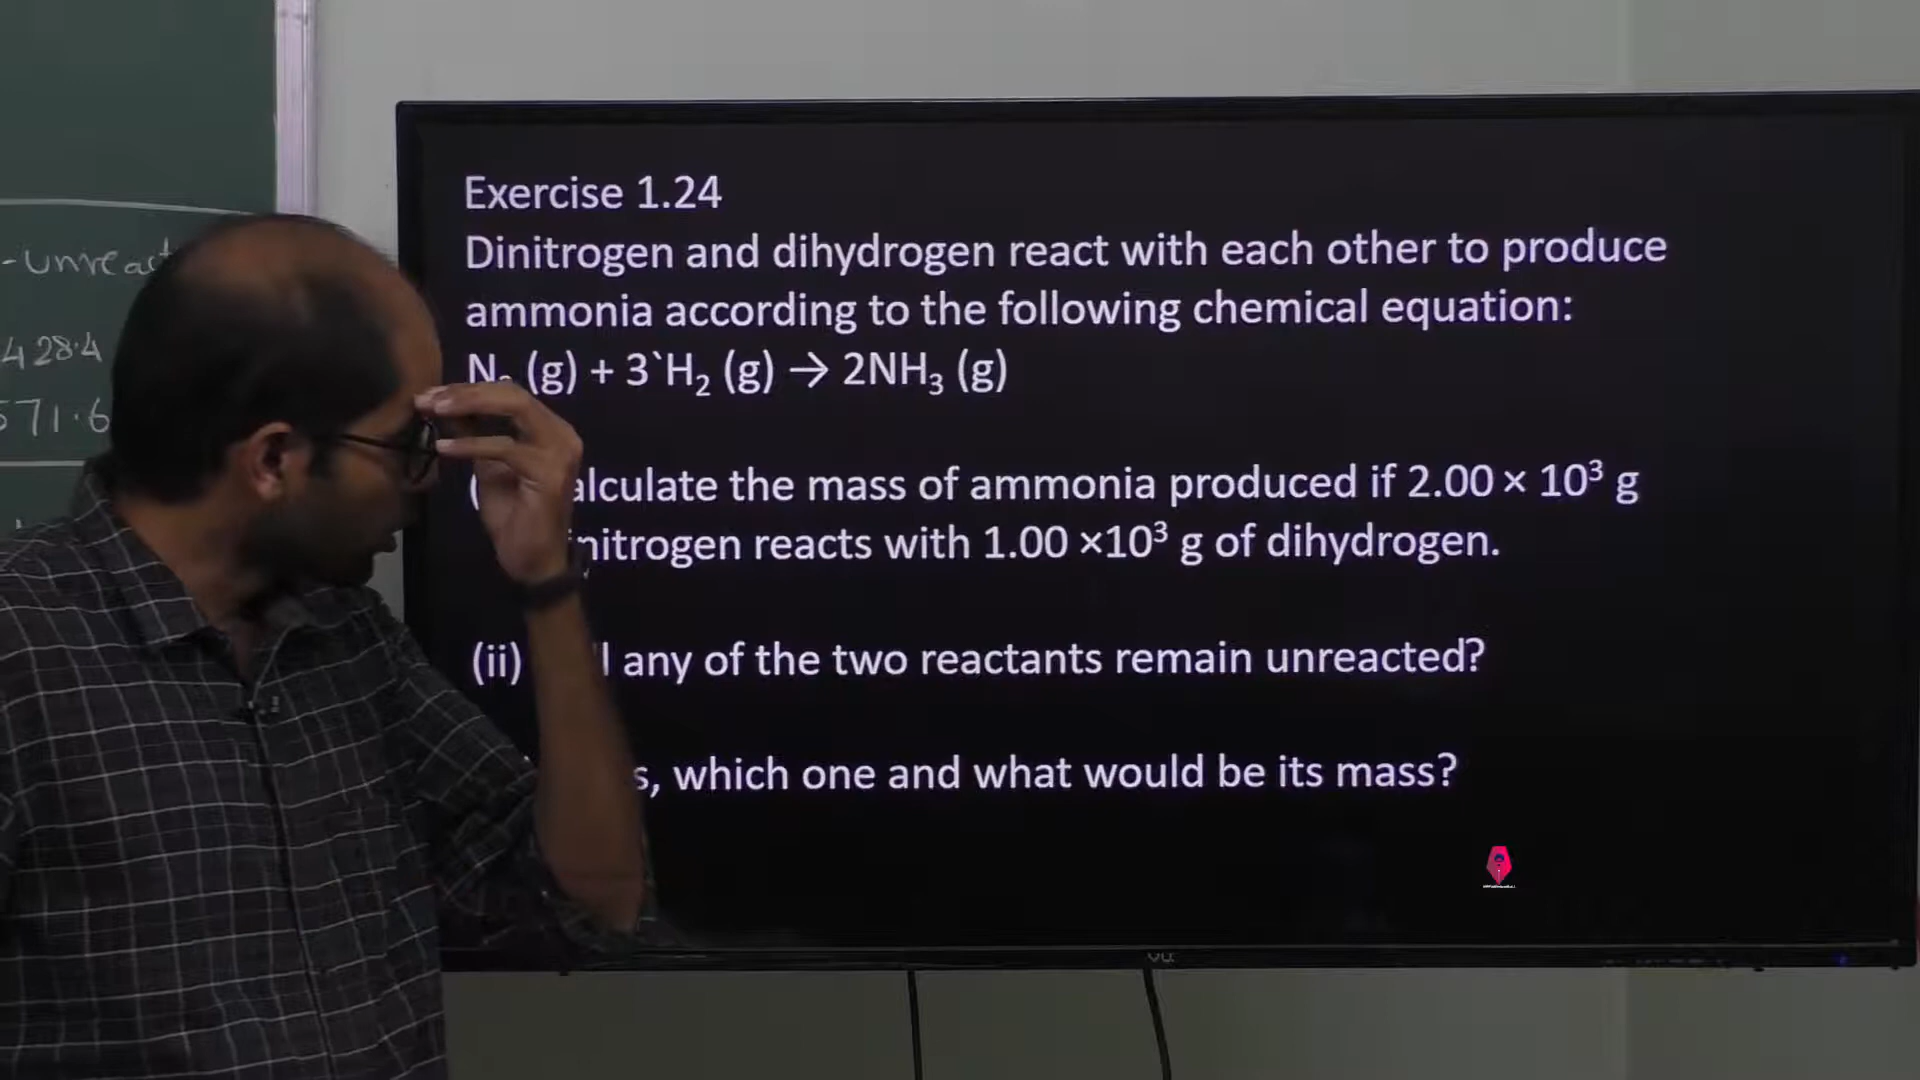 -unreact
428.4
571.6
Exercise 1.24
Dinitrogen and dihydrogen react with each other to produce
ammonia according to the following chemical equation:
N₂ (g) + 3`H₂ (g) → 2NH₃ (g)
alculate the mass of ammonia produced if 2.00 × 10³ g
nitrogen reacts with 1.00 ×10³ g of dihydrogen.
(ii) l any of the two reactants remain unreacted?
s, which one and what would be its mass?